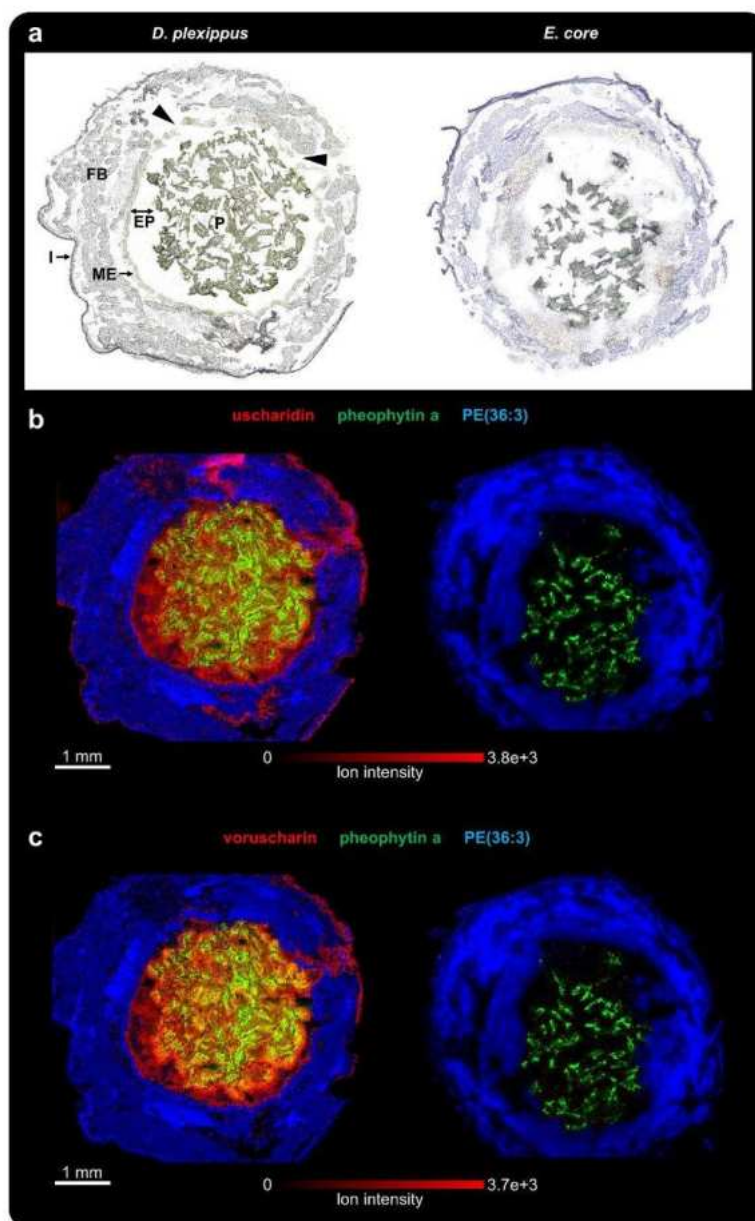 a
D. plexippus
E. core
FB
EP
P
I
ME
b
uscharidin pheophytin a PE(36:3)
1 mm
0
3.8e+3
Ion intensity
c
voruscharin pheophytin a PE(36:3)
1 mm
0
3.7e+3
Ion intensity